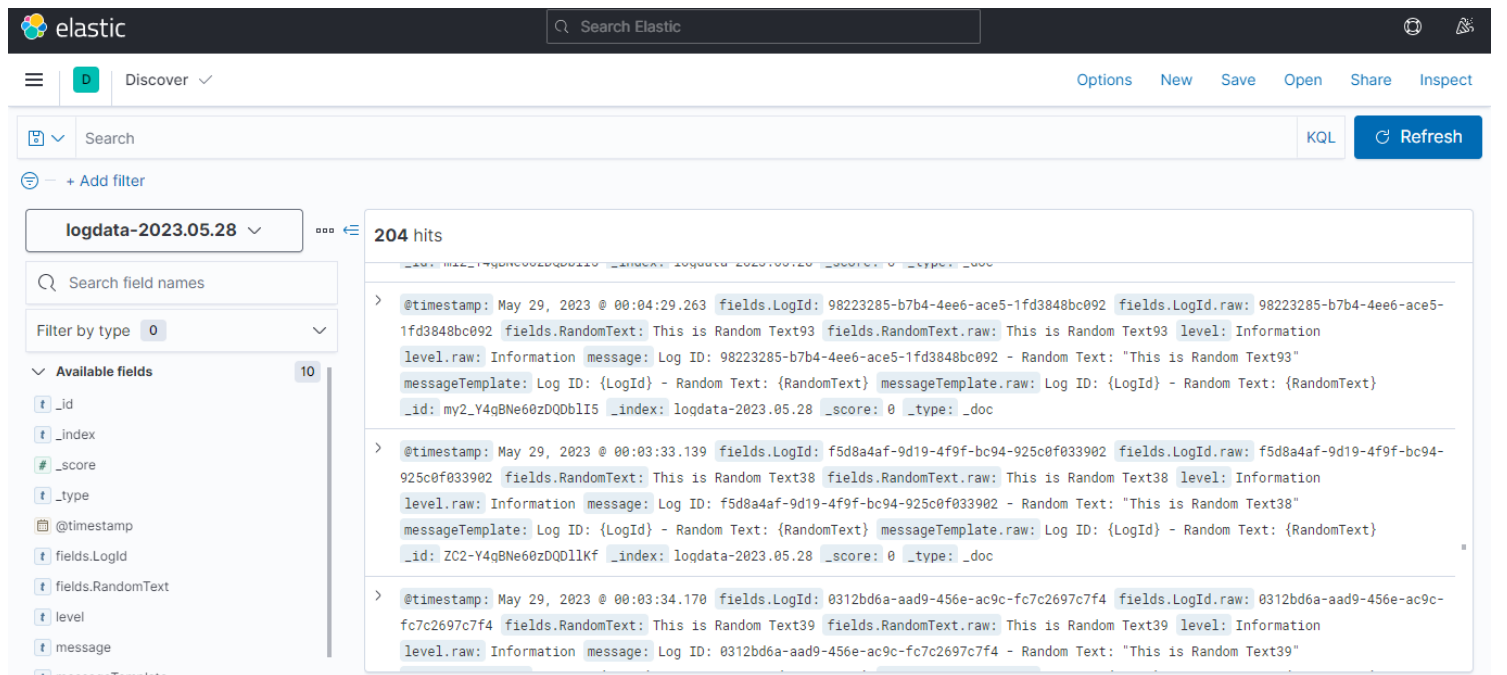 elastic
Search Elastic
D
Discover
Options New Save Open Share Inspect
Search
KQL
Refresh
+ Add filter
logdata-2023.05.28
204 hits
Search field names
Filter by type 0
Available fields 10
t _id
t _index
# _score
t _type
@timestamp
t fields.LogId
t fields.RandomText
t level
t message
@timestamp: May 29, 2023 @ 00:04:29.263 fields.LogId: 98223285-b7b4-4ee6-ace5-1fd3848bc092 fields.LogId.raw: 98223285-b7b4-4ee6-ace5-
1fd3848bc092 fields.RandomText: This is Random Text93 fields.RandomText.raw: This is Random Text93 level: Information
level.raw: Information message: Log ID: 98223285-b7b4-4ee6-ace5-1fd3848bc092 - Random Text: "This is Random Text93"
messageTemplate: Log ID: {LogId} - Random Text: {RandomText} messageTemplate.raw: Log ID: {LogId} - Random Text: {RandomText}
_id: my2_Y4gBNe60zDQDblI5 _index: logdata-2023.05.28 _score: 0 _type: _doc
@timestamp: May 29, 2023 @ 00:03:33.139 fields.LogId: f5d8a4af-9d19-4f9f-bc94-925c0f033902 fields.LogId.raw: f5d8a4af-9d19-4f9f-bc94-
925c0f033902 fields.RandomText: This is Random Text38 fields.RandomText.raw: This is Random Text38 level: Information
level.raw: Information message: Log ID: f5d8a4af-9d19-4f9f-bc94-925c0f033902 - Random Text: "This is Random Text38"
messageTemplate: Log ID: {LogId} - Random Text: {RandomText} messageTemplate.raw: Log ID: {LogId} - Random Text: {RandomText}
_id: ZC2-Y4gBNe60zDQDllKf _index: logdata-2023.05.28 _score: 0 _type: _doc
@timestamp: May 29, 2023 @ 00:03:34.170 fields.LogId: 0312bd6a-aad9-456e-ac9c-fc7c2697c7f4 fields.LogId.raw: 0312bd6a-aad9-456e-ac9c-
fc7c2697c7f4 fields.RandomText: This is Random Text39 fields.RandomText.raw: This is Random Text39 level: Information
level.raw: Information message: Log ID: 0312bd6a-aad9-456e-ac9c-fc7c2697c7f4 - Random Text: "This is Random Text39"